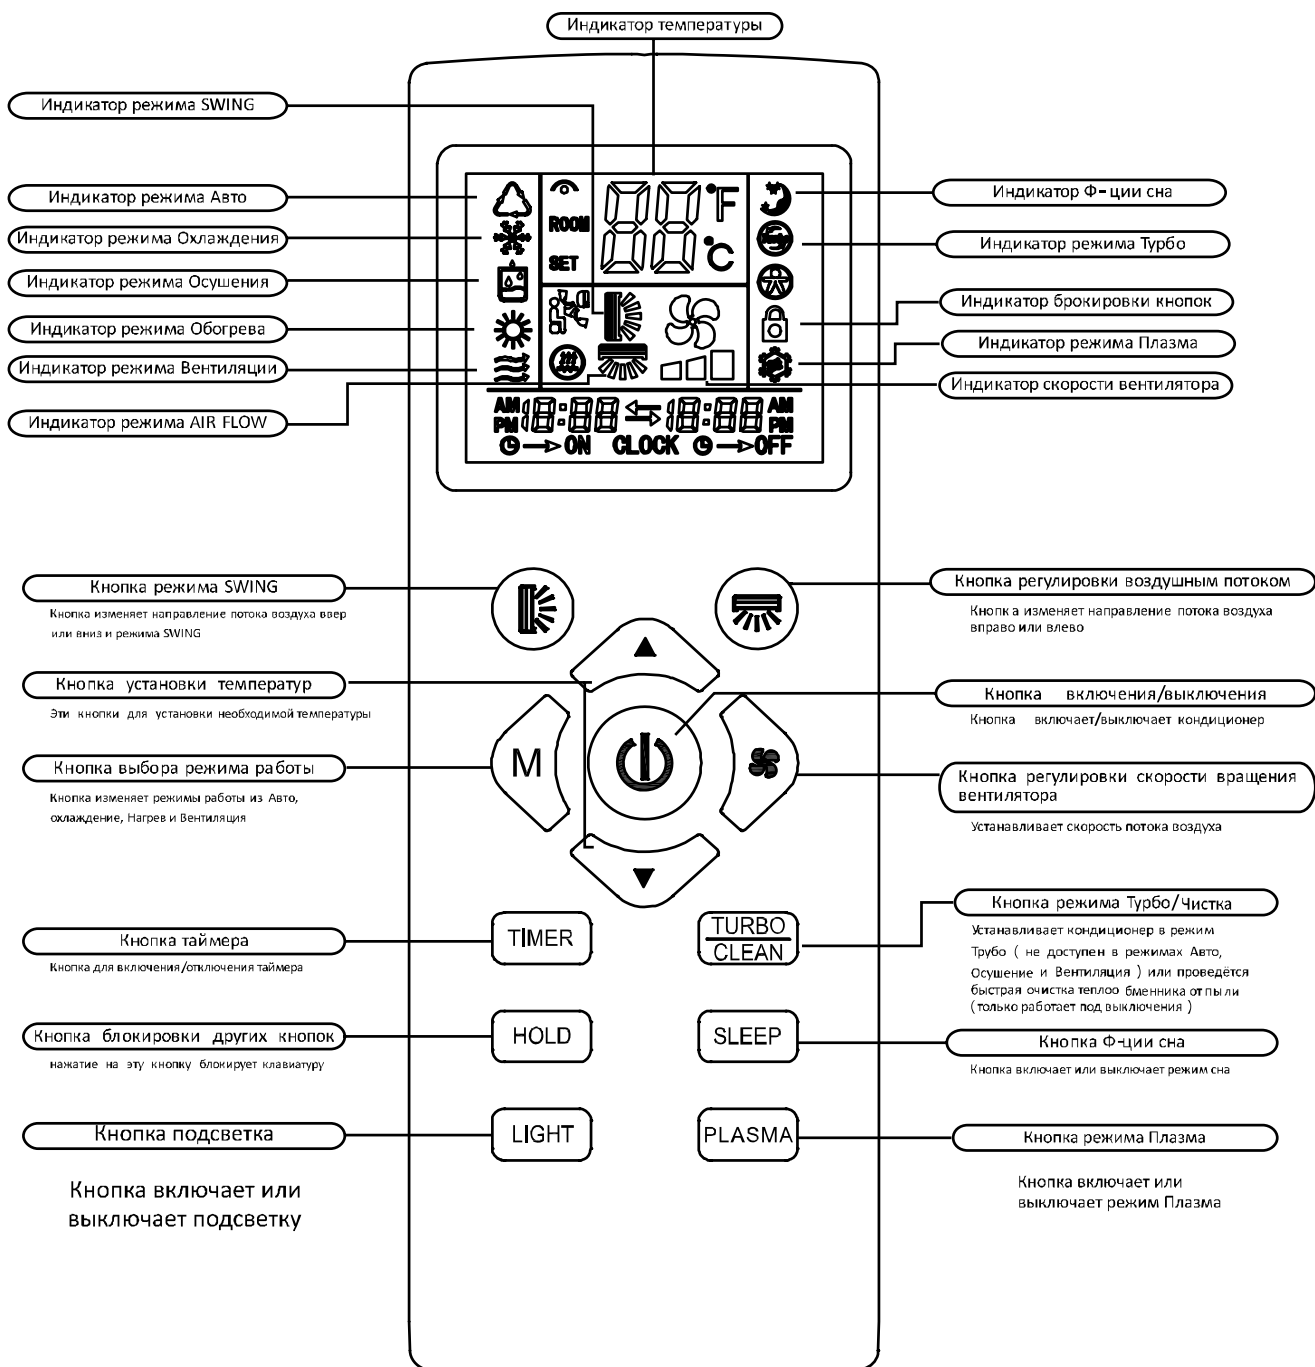 Индикатор температуры
Индикатор режима SWING
Индикатор режима Авто
Индикатор режима Охлаждения
Индикатор режима Осушения
Индикатор режима Обогрева
Индикатор режима Вентиляции
Индикатор режима AIR FLOW
ROOM
SET
°F
°C
AM
PM
18:88
18:88
AM
PM
ON CLOCK OFF
Индикатор Ф-ции сна
Индикатор режима Турбо
Индикатор брокировки кнопок
Индикатор режима Плазма
Индикатор скорости вентилятора
Кнопка режима SWING
Кнопка изменяет направление потока воздуха ввер
или вниз и режима SWING
Кнопка установки температур
Эти кнопки для установки необходимой температуры
Кнопка выбора режима работы
Кнопка изменяет режимы работы из Авто,
охлаждение, Нагрев и Вентиляция
Кнопка таймера
Кнопка для включения/отключения таймера
Кнопка блокировки других кнопок
нажатие на эту кнопку блокирует клавиатуру
Кнопка подсветка
Кнопка включает или
выключает подсветку
M
TIMER
TURBO
CLEAN
HOLD
SLEEP
LIGHT
PLASMA
Кнопка регулировки воздушным потоком
Кнопк а изменяет направление потока воздуха
вправо или влево
Кнопка включения/выключения
Кнопка включает/выключает кондиционер
Кнопка регулировки скорости вращения
вентилятора
Устанавливает скорость потока воздуха
Кнопка режима Турбо/Чистка
Устанавливает кондиционер в режим
Трубо ( не доступен в режимах Авто,
Осушение и Вентиляция ) или проведётся
быстрая очистка теплоо бменника от пыли
(только работает под выключения )
Кнопка Ф-ции сна
Кнопка включает или выключает режим сна
Кнопка режима Плазма
Кнопка включает или
выключает режим Плазма